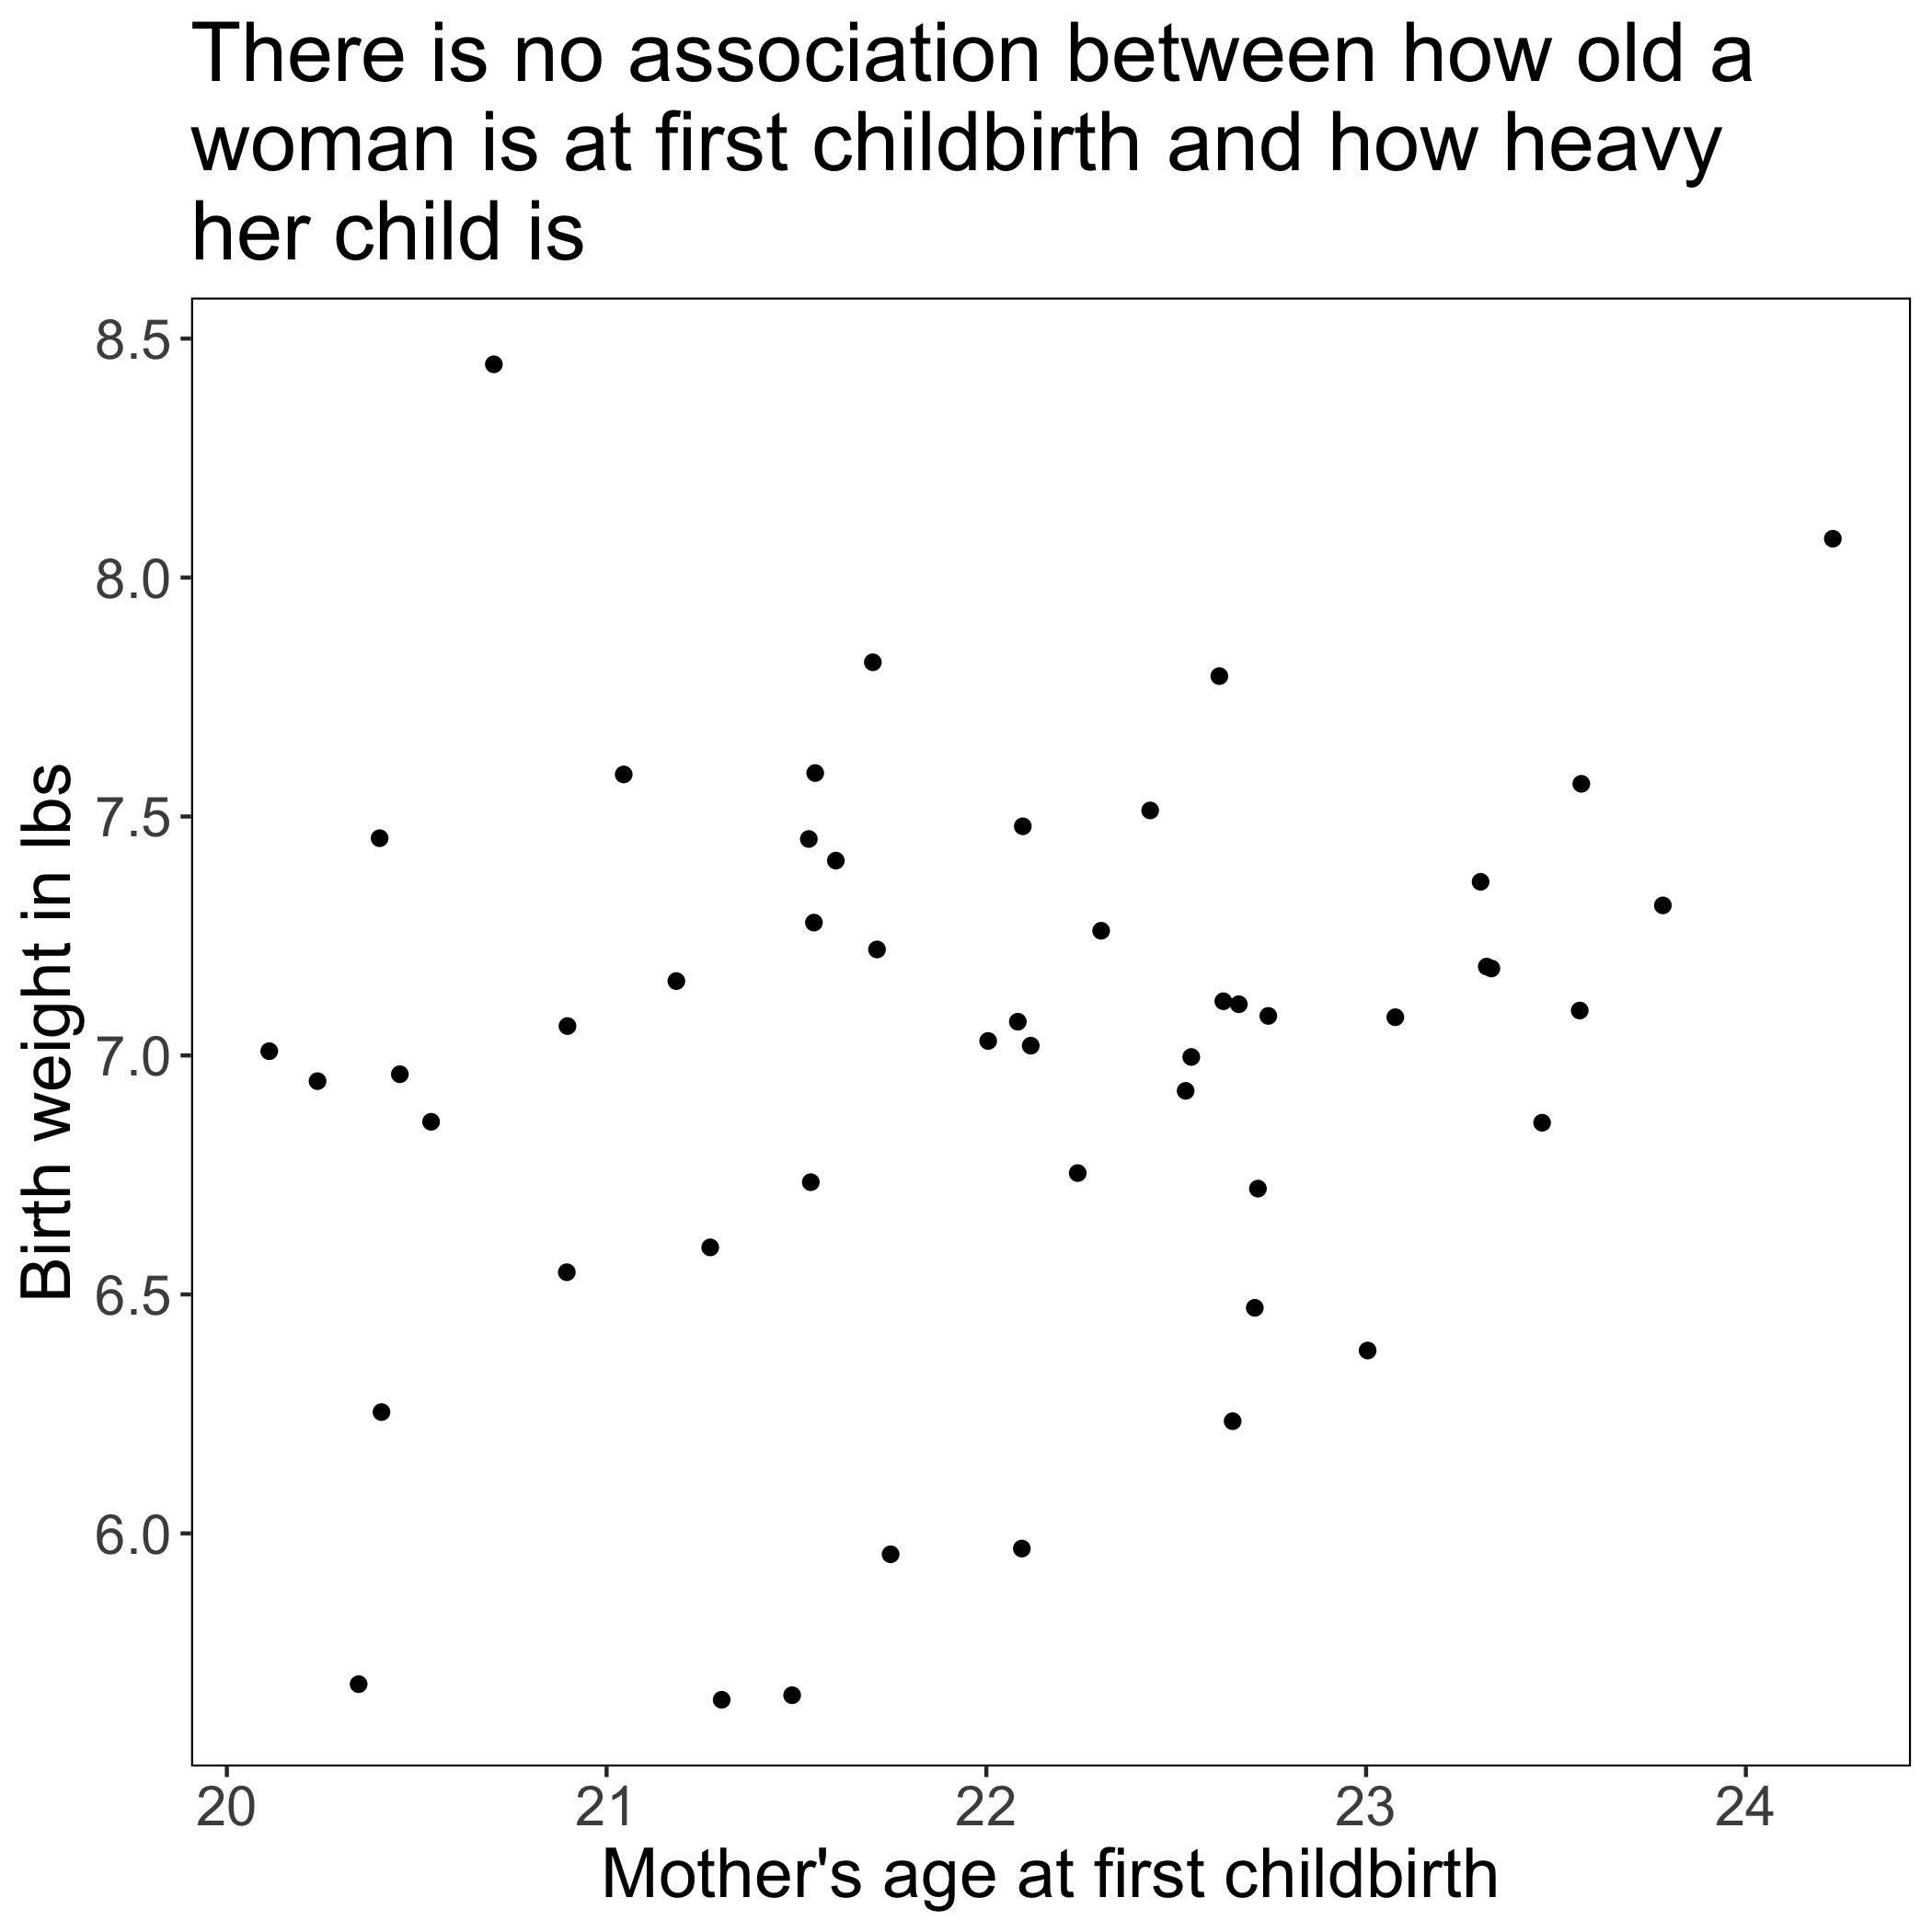 There is no association between how old a
woman is at first childbirth and how heavy
her child is
8.5
8.0
7.5
7.0
6.5
6.0
Birth weight in lbs
20 21 22 23 24
Mother's age at first childbirth